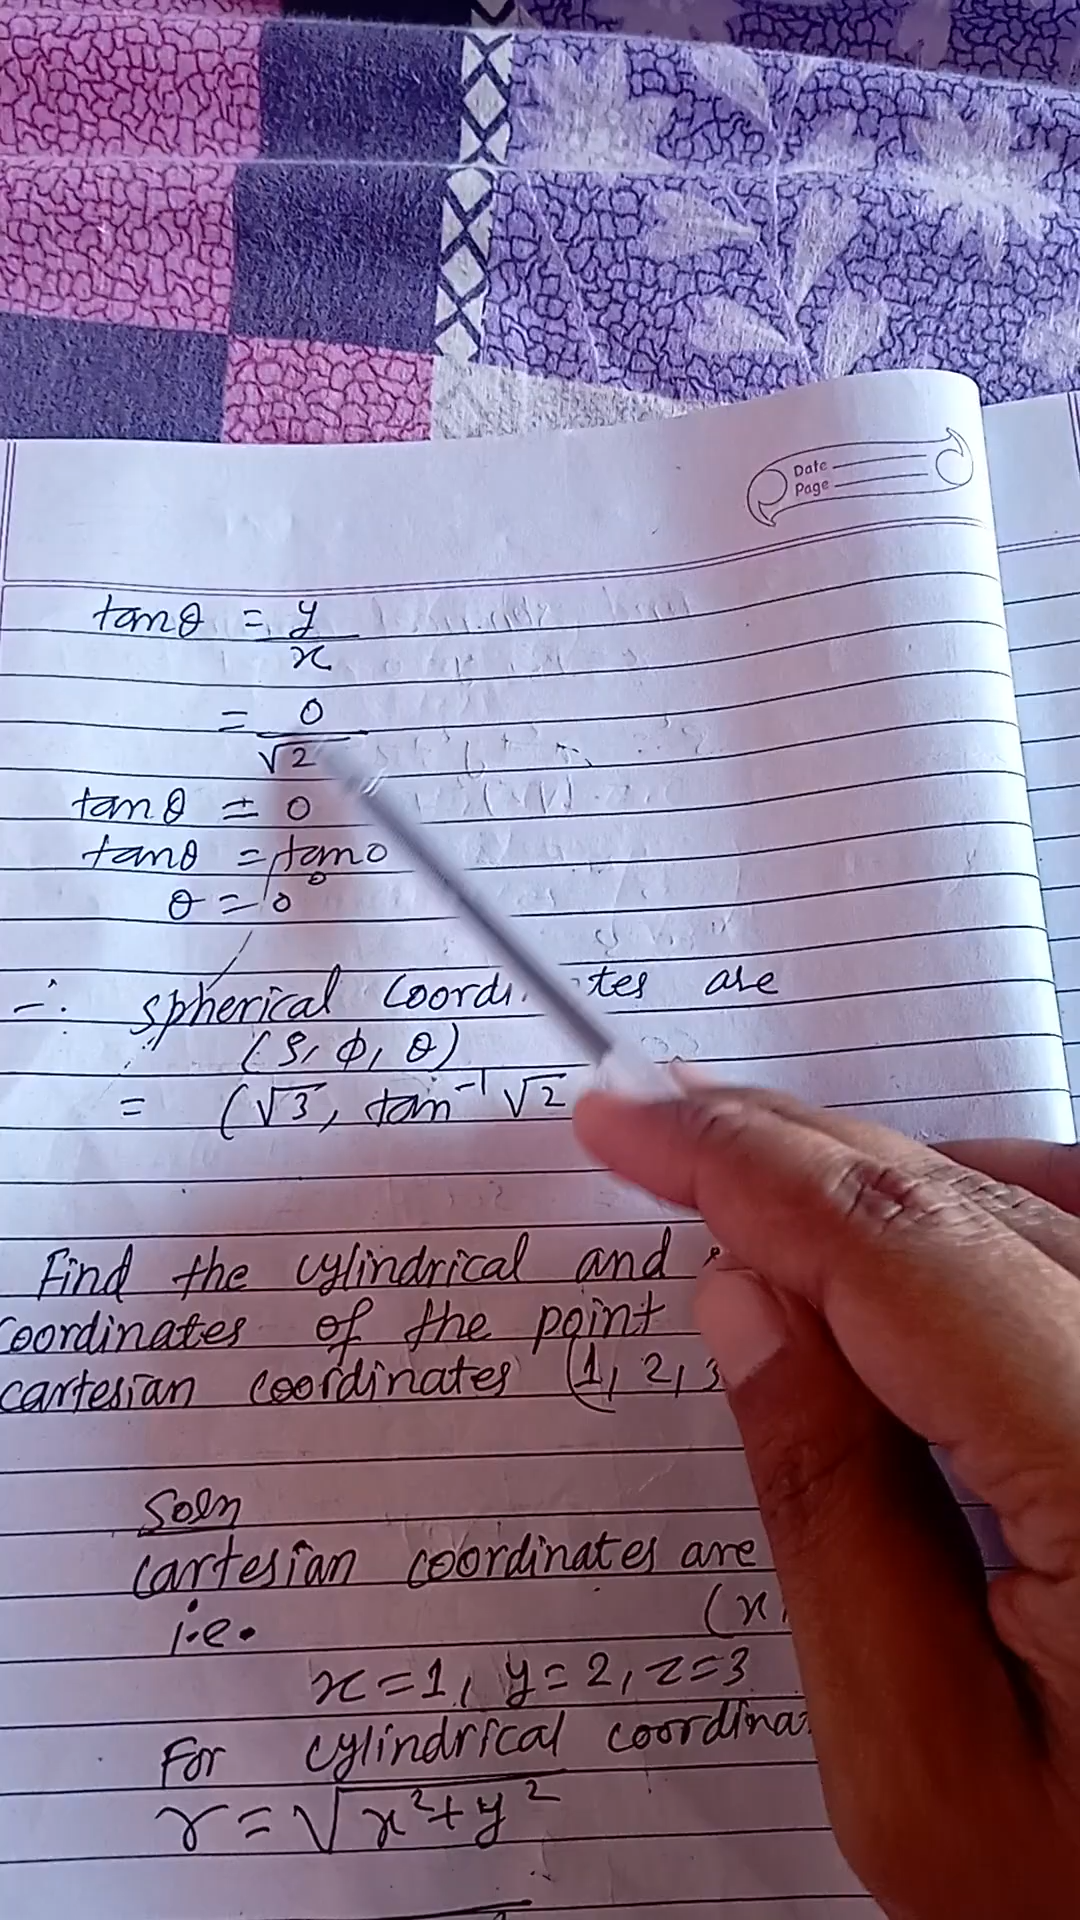 Date
Page
tanθ = y
x
= 0
√2
tanθ = 0
tanθ = tan0
θ = 0°
∴ spherical Coordi tes are
(ρ, φ, θ)
= (√3, tan⁻¹ √2
Find the cylindrical and
coordinates of the point
cartesian coordinates (1, 2, 3
Soln
cartesian coordinates are
i.e. (x,
x=1, y=2, z=3
For cylindrical coordina
r = √x²+y²